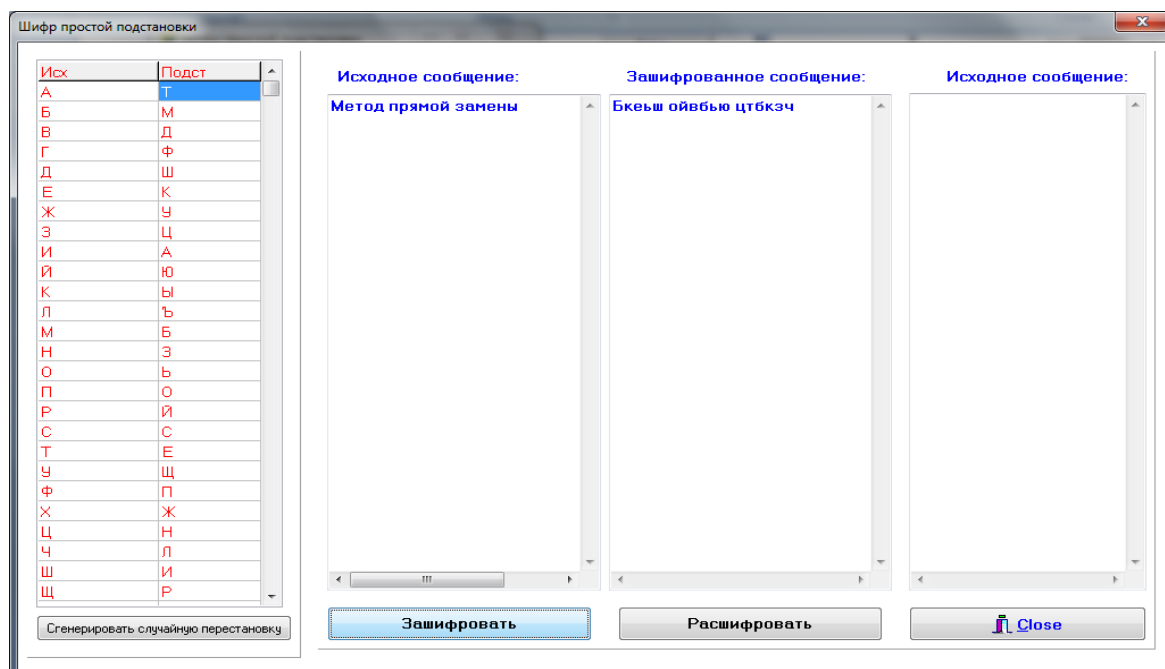 Шифр простой подстановки
Исх Подст
А Т
Б М
В Д
Г Ф
Д Ш
Е К
Ж У
З Ц
И А
Й Ю
К Ы
Л Ъ
М Б
Н З
О Ь
П О
Р Й
С С
Т Е
У Щ
Ф П
Х Ж
Ц Н
Ч Л
Ш И
Щ Р
Сгенерировать случайную перестановку
Исходное сообщение: Зашифрованное сообщение: Исходное сообщение:
Метод прямой замены Бкеьш ойвбью цтбкзч
Зашифровать Расшифровать Close